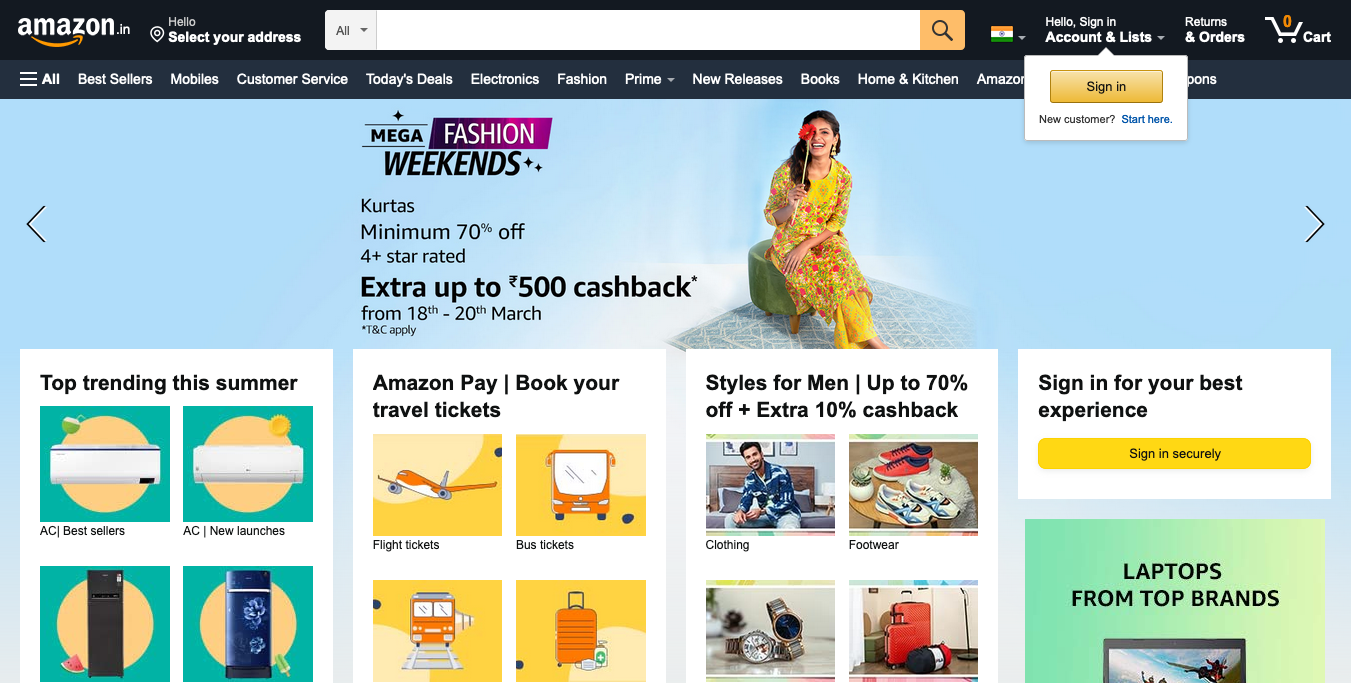 amazon.in
Hello
Select your address
All
Hello, Sign in
Account & Lists
Returns
& Orders
0
Cart
All
Best Sellers
Mobiles
Customer Service
Today's Deals
Electronics
Fashion
Prime
New Releases
Books
Home & Kitchen
Amazon
pons
Sign in
New customer? Start here.
MEGA FASHION
WEEKENDS
Kurtas
Minimum 70% off
4+ star rated
Extra up to ₹500 cashback*
from 18th - 20th March
*T&C apply
Top trending this summer
AC| Best sellers
AC | New launches
Amazon Pay | Book your
travel tickets
Flight tickets
Bus tickets
Styles for Men | Up to 70%
off + Extra 10% cashback
Clothing
Footwear
Sign in for your best
experience
Sign in securely
LAPTOPS
FROM TOP BRANDS